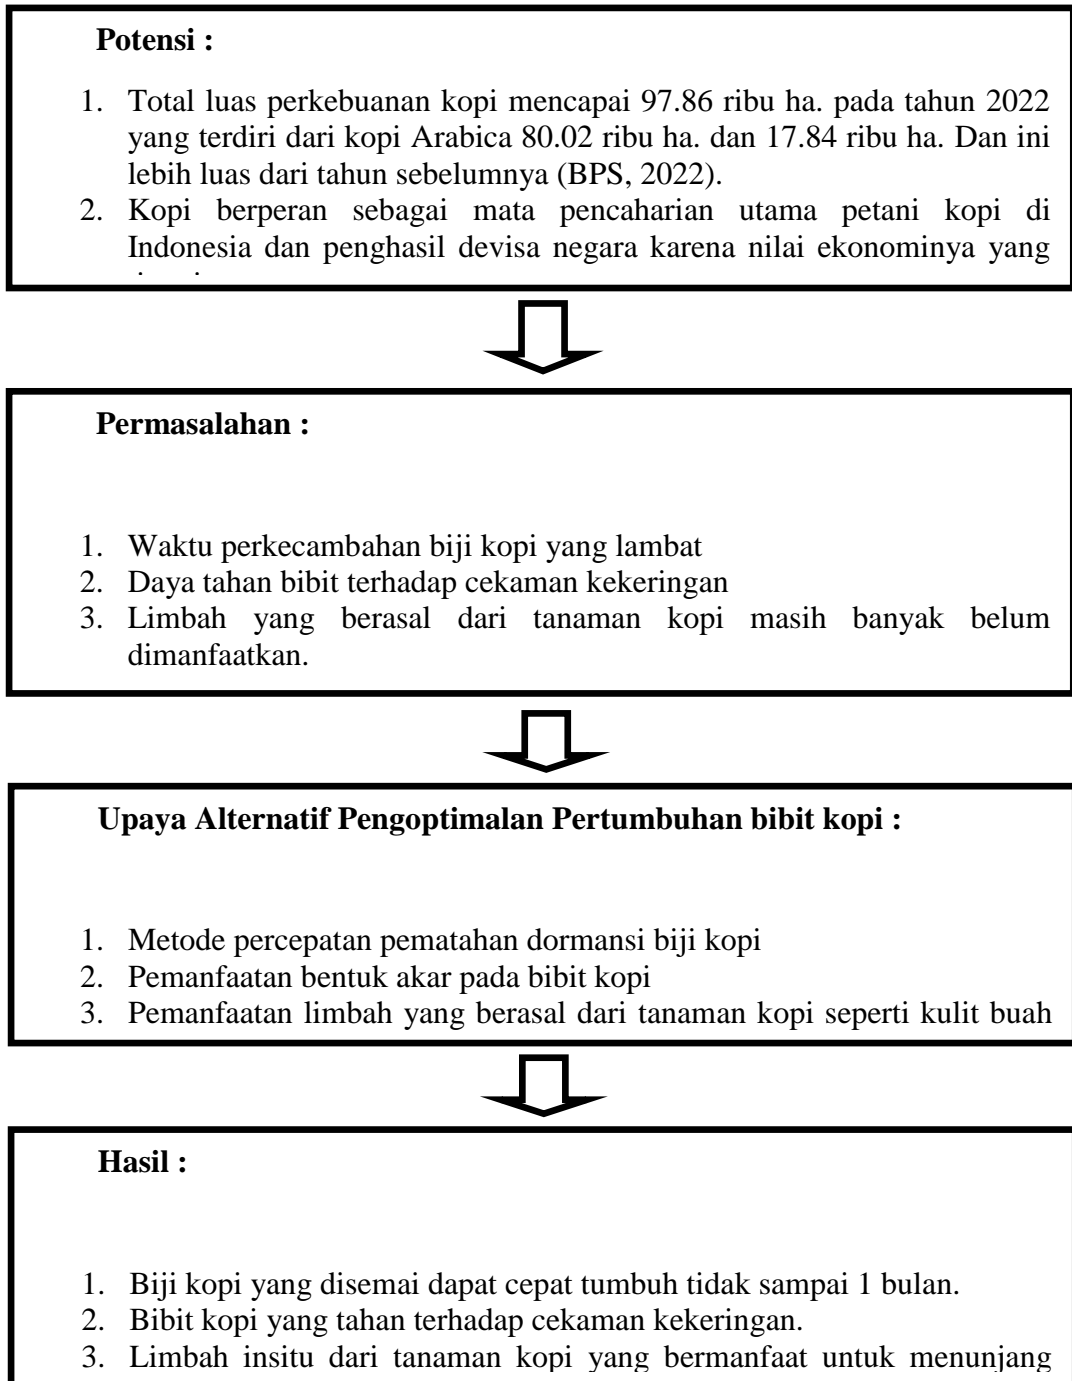 Potensi :
1. Total luas perkebuanan kopi mencapai 97.86 ribu ha. pada tahun 2022
yang terdiri dari kopi Arabica 80.02 ribu ha. dan 17.84 ribu ha. Dan ini
lebih luas dari tahun sebelumnya (BPS, 2022).
2. Kopi berperan sebagai mata pencaharian utama petani kopi di
Indonesia dan penghasil devisa negara karena nilai ekonominya yang
Permasalahan :
1. Waktu perkecambahan biji kopi yang lambat
2. Daya tahan bibit terhadap cekaman kekeringan
3. Limbah yang berasal dari tanaman kopi masih banyak belum
dimanfaatkan.
Upaya Alternatif Pengoptimalan Pertumbuhan bibit kopi :
1. Metode percepatan pematahan dormansi biji kopi
2. Pemanfaatan bentuk akar pada bibit kopi
3. Pemanfaatan limbah yang berasal dari tanaman kopi seperti kulit buah
Hasil :
1. Biji kopi yang disemai dapat cepat tumbuh tidak sampai 1 bulan.
2. Bibit kopi yang tahan terhadap cekaman kekeringan.
3. Limbah insitu dari tanaman kopi yang bermanfaat untuk menunjang